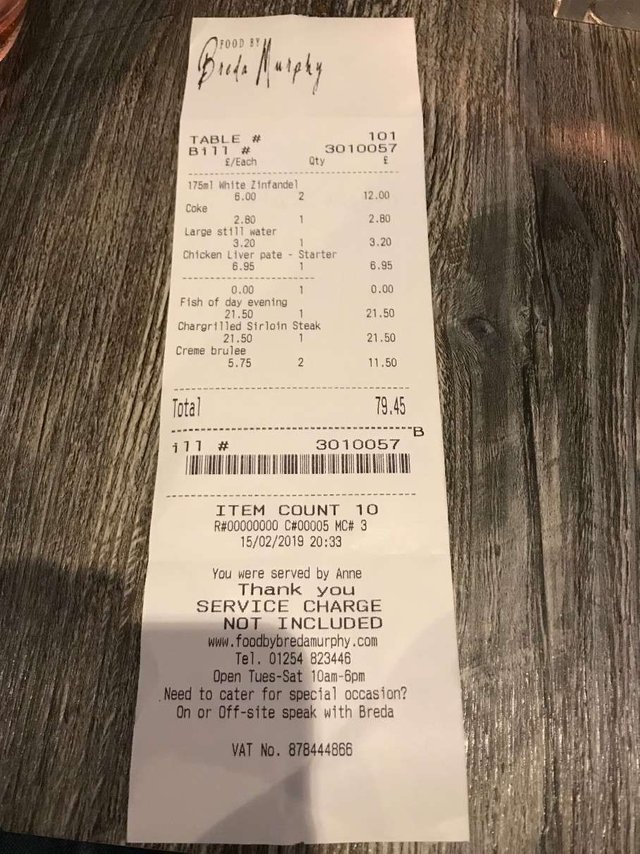 FOOD BY
Breda Murphy
TABLE # 101
Bill # 3010057
£/Each Qty £
175ml White Zinfandel
6.00 2 12.00
Coke
2.80 1 2.80
Large still water
3.20 1 3.20
Chicken Liver pate - Starter
6.95 1 6.95
0.00 1 0.00
Fish of day evening
21.50 1 21.50
Chargrilled Sirloin Steak
21.50 1 21.50
Creme brulee
5.75 2 11.50
Total 79.45
B
ill # 3010057
ITEM COUNT 10
R#00000000 C#00005 MC# 3
15/02/2019 20:33
You were served by Anne
Thank you
SERVICE CHARGE
NOT INCLUDED
www.foodbybredamurphy.com
Tel. 01254 823446
Open Tues-Sat 10am-6pm
Need to cater for special occasion?
On or Off-site speak with Breda
VAT No. 878444866